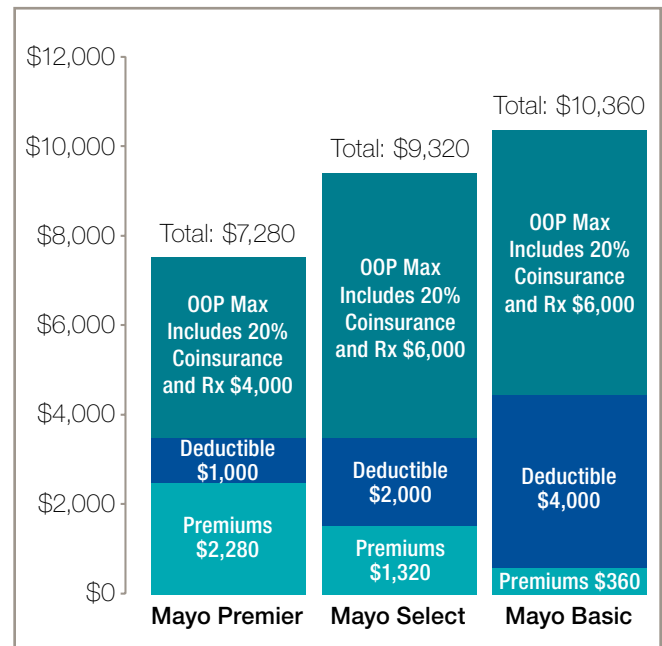 $12,000
$10,000
$8,000
$6,000
$4,000
$2,000
$0
Total: $7,280
OOP Max
Includes 20%
Coinsurance
and Rx $4,000
Deductible
$1,000
Premiums
$2,280
Mayo Premier
Total: $9,320
OOP Max
Includes 20%
Coinsurance
and Rx $6,000
Deductible
$2,000
Premiums
$1,320
Mayo Select
Total: $10,360
OOP Max
Includes 20%
Coinsurance
and Rx $6,000
Deductible
$4,000
Premiums $360
Mayo Basic